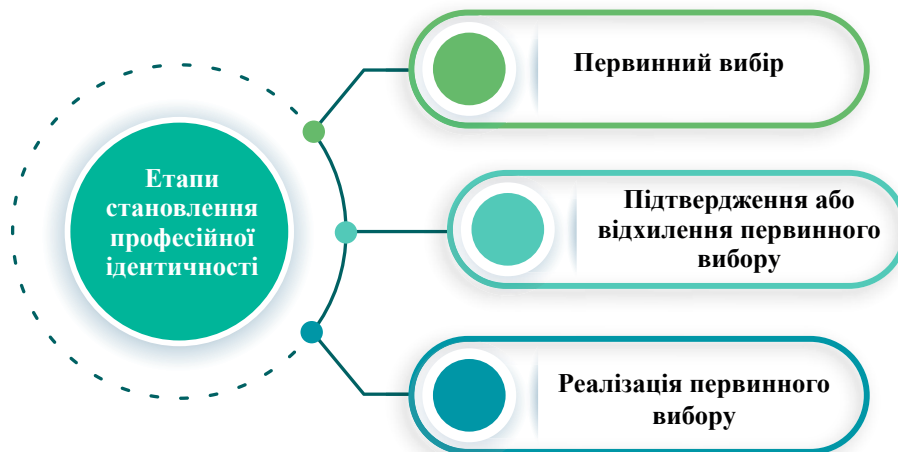 Етапи
становлення
професійної
ідентичності
Первинний вибір
Підтвердження або
відхилення первинного
вибору
Реалізація первинного
вибору